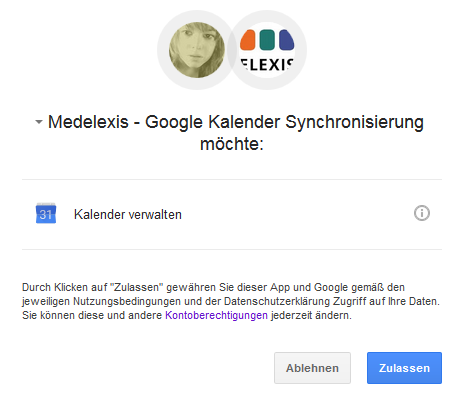 ELEXIS
Medelexis - Google Kalender Synchronisierung
möchte:
31
Kalender verwalten
Durch Klicken auf "Zulassen" gewähren Sie dieser App und Google gemäß den
jeweiligen Nutzungsbedingungen und der Datenschutzerklärung Zugriff auf Ihre Daten.
Sie können diese und andere Kontoberechtigungen jederzeit ändern.
Ablehnen
Zulassen